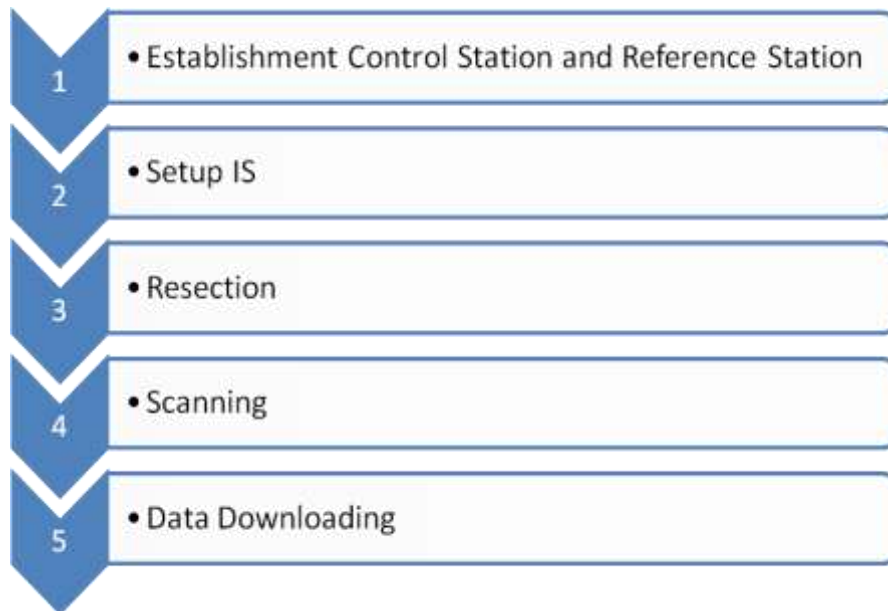 1
• Establishment Control Station and Reference Station
2
• Setup IS
3
• Resection
4
• Scanning
5
• Data Downloading